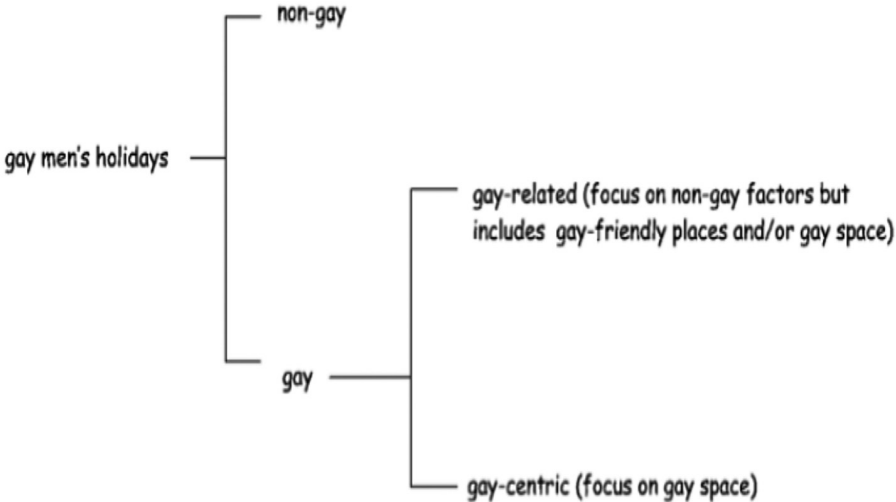 non-gay
gay men's holidays
gay-related (focus on non-gay factors but
includes gay-friendly places and/or gay space)
gay
gay-centric (focus on gay space)